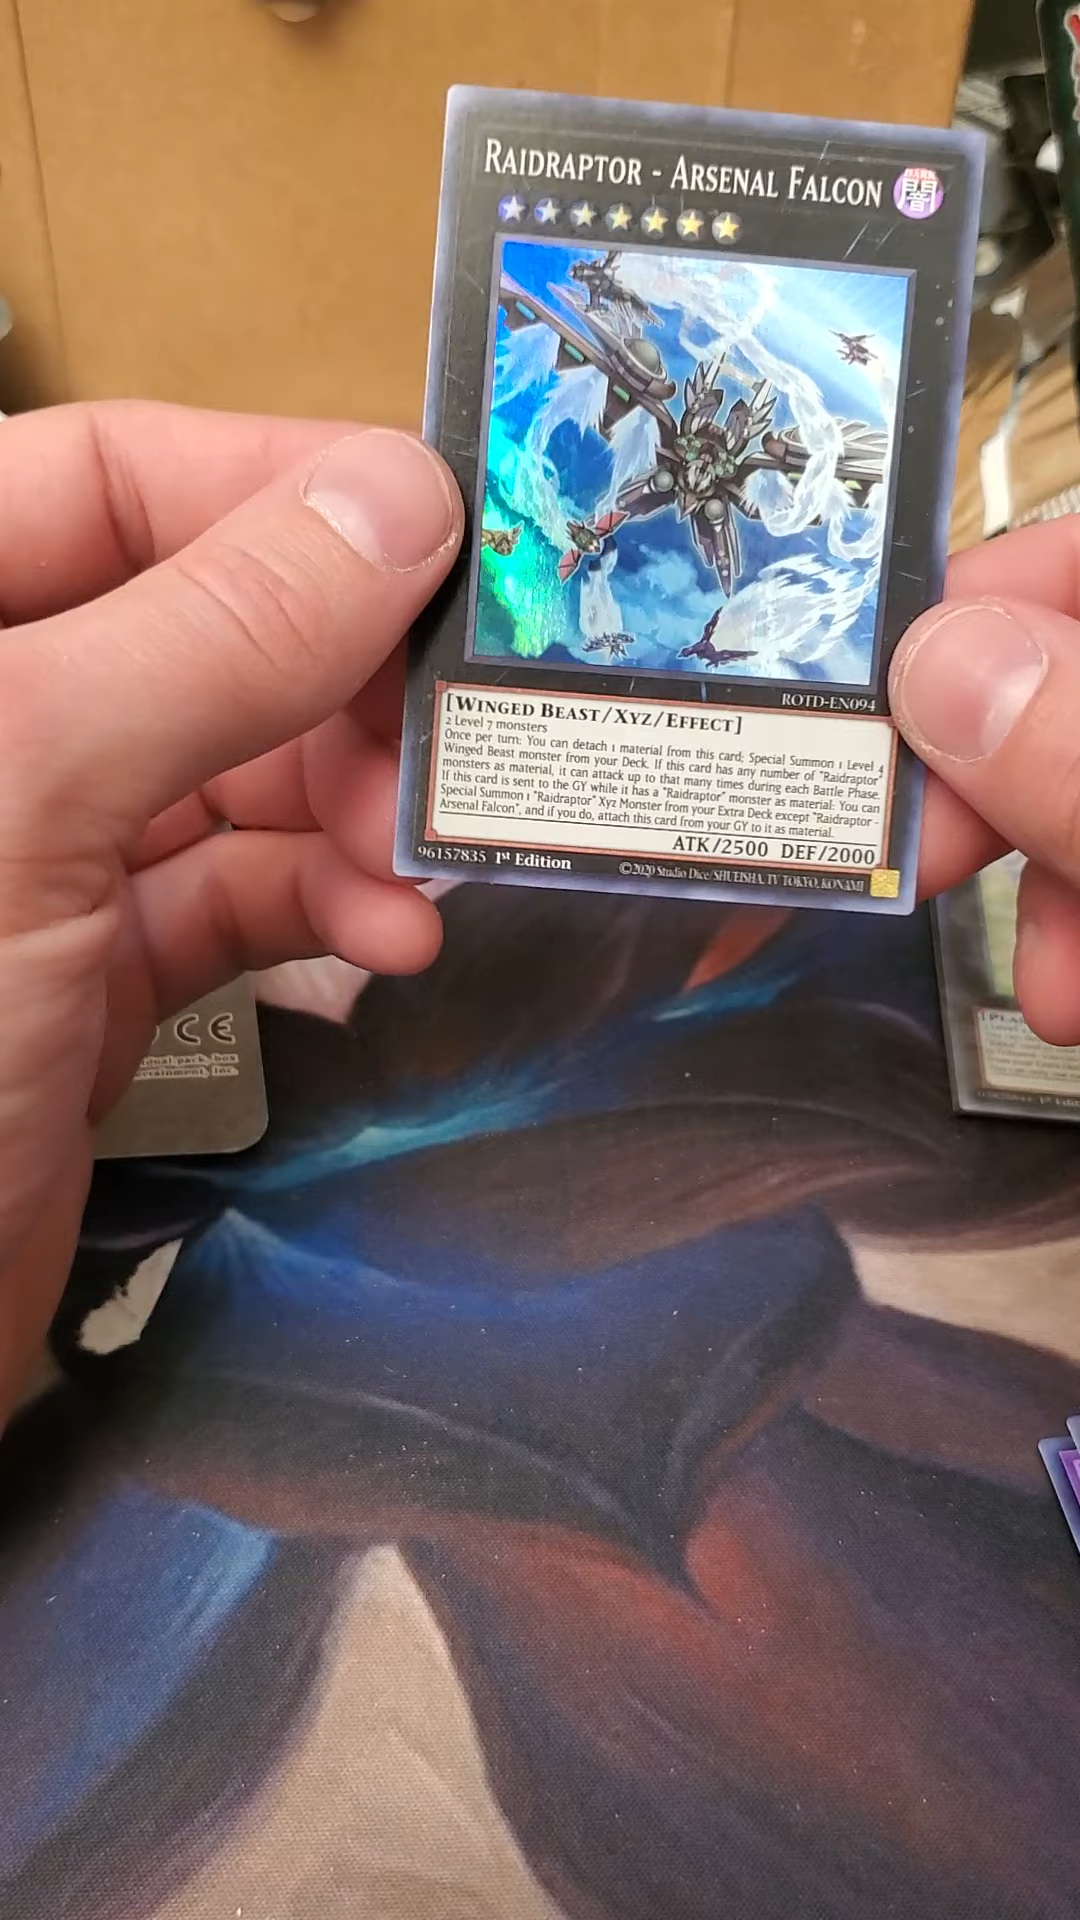 RAIDRAPTOR - ARSENAL FALCON
DARK
闇
ROTD-EN094
[WINGED BEAST/XYZ/EFFECT]
2 Level 7 monsters
Once per turn: You can detach 1 material from this card; Special Summon 1 Level 4
Winged Beast monster from your Deck. If this card has any number of "Raidraptor"
monsters as material, it can attack up to that many times during each Battle Phase.
If this card is sent to the GY while it has a "Raidraptor" monster as material: You can
Special Summon 1 "Raidraptor" Xyz Monster from your Extra Deck except "Raidraptor -
Arsenal Falcon", and if you do, attach this card from your GY to it as material.
ATK/2500 DEF/2000
96157835 1st Edition
©2020 Studio Dice/SHUEISHA, TV TOKYO, KONAMI
CE
pack, box
Inc.
1st